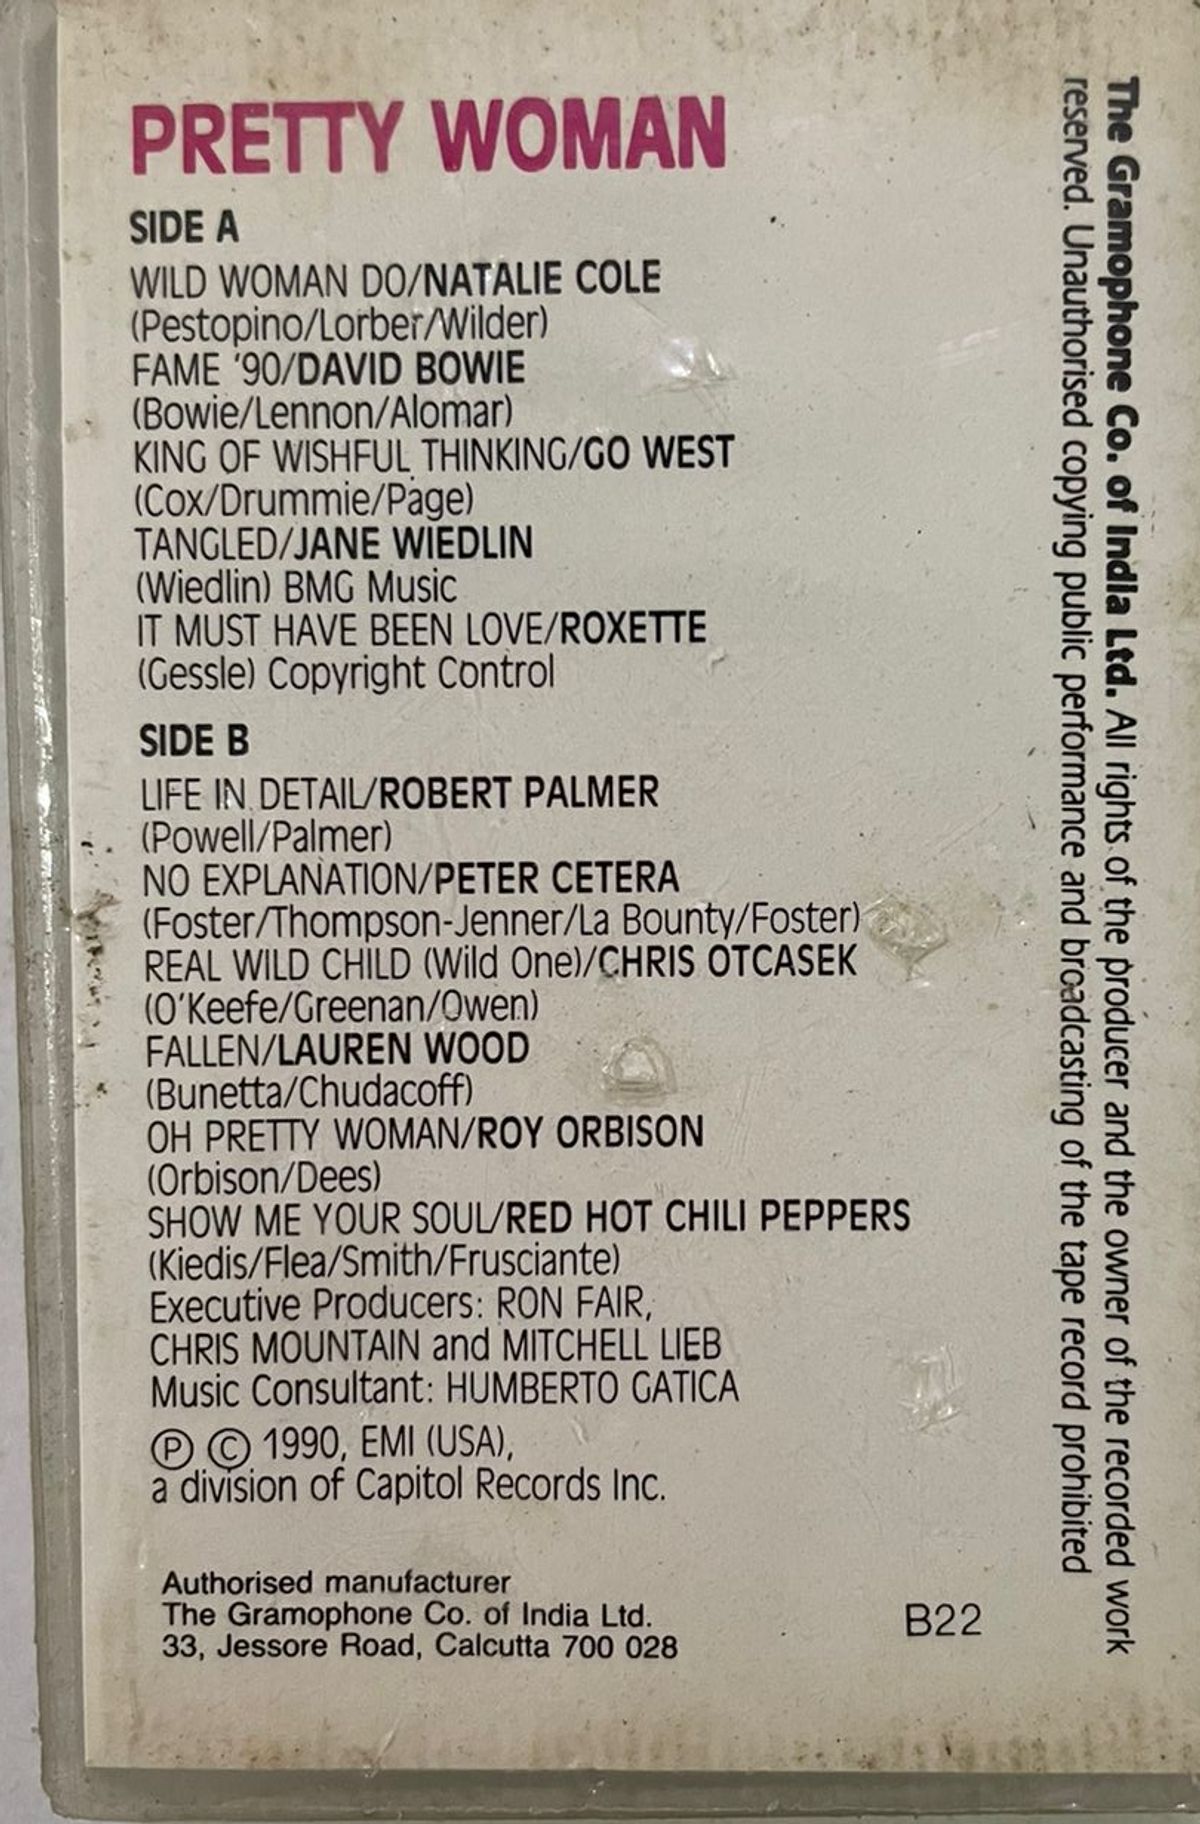 PRETTY WOMAN
SIDE A
WILD WOMAN DO/NATALIE COLE
(Pestopino/Lorber/Wilder)
FAME '90/DAVID BOWIE
(Bowie/Lennon/Alomar)
KING OF WISHFUL THINKING/GO WEST
(Cox/Drummie/Page)
TANGLED/JANE WIEDLIN
(Wiedlin) BMG Music
IT MUST HAVE BEEN LOVE/ROXETTE
(Gessle) Copyright Control
SIDE B
LIFE IN DETAIL/ROBERT PALMER
(Powell/Palmer)
NO EXPLANATION/PETER CETERA
(Foster/Thompson-Jenner/La Bounty/Foster)
REAL WILD CHILD (Wild One)/CHRIS OTCASEK
(O'Keefe/Greenan/Owen)
FALLEN/LAUREN WOOD
(Bunetta/Chudacoff)
OH PRETTY WOMAN/ROY ORBISON
(Orbison/Dees)
SHOW ME YOUR SOUL/RED HOT CHILI PEPPERS
(Kiedis/Flea/Smith/Frusciante)
Executive Producers: RON FAIR,
CHRIS MOUNTAIN and MITCHELL LIEB
Music Consultant: HUMBERTO GATICA
Ⓟ © 1990, EMI (USA),
a division of Capitol Records Inc.
Authorised manufacturer
The Gramophone Co. of India Ltd.
33, Jessore Road, Calcutta 700 028
B22
The Gramophone Co. of India Ltd. All rights of the producer and the owner of the recorded work
reserved. Unauthorised copying public performance and broadcasting of the tape record prohibited